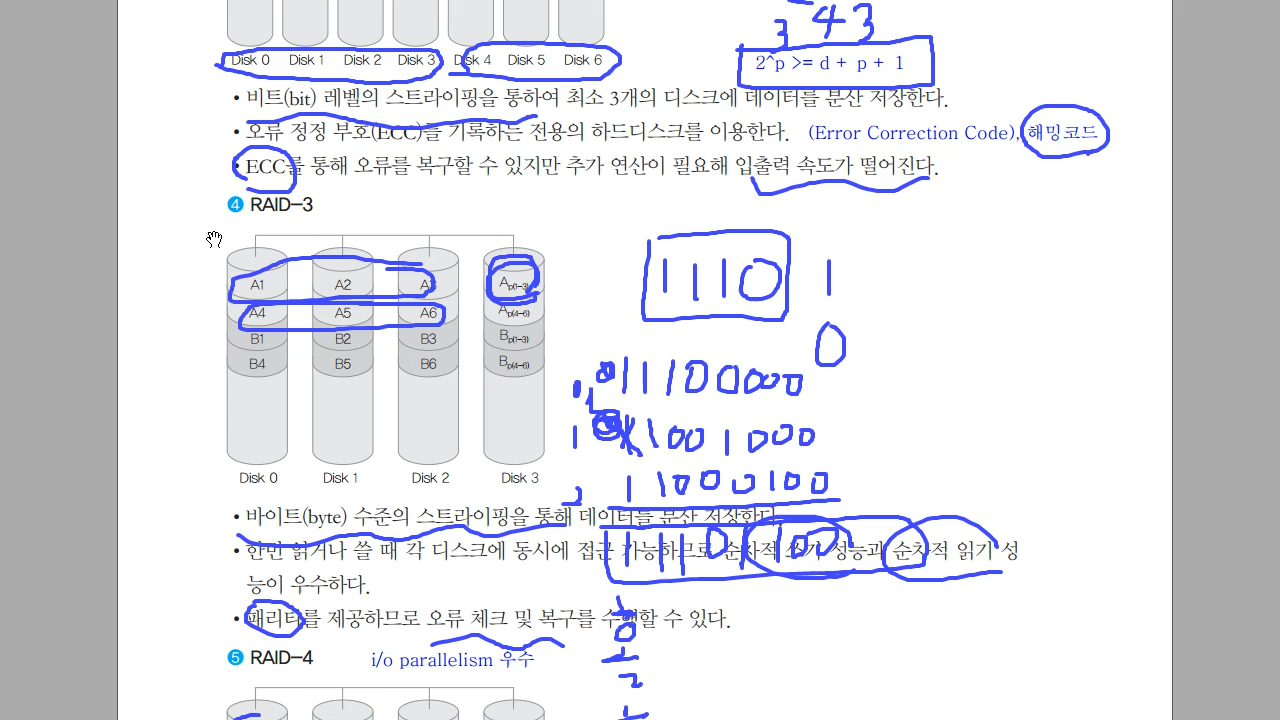 3 4 3
Disk 0 Disk 1 Disk 2 Disk 3 Disk 4 Disk 5 Disk 6
2^p >= d + p + 1
• 비트(bit) 레벨의 스트라이핑을 통하여 최소 3개의 디스크에 데이터를 분산 저장한다.
• 오류 정정 부호(ECC)를 기록하는 전용의 하드디스크를 이용한다. (Error Correction Code), 해밍코드
• ECC를 통해 오류를 복구할 수 있지만 추가 연산이 필요해 입출력 속도가 떨어진다.
4 RAID-3
A1 A2 A3 Ap(1-3)
A4 A5 A6 Ap(4-6)
B1 B2 B3 Bp(1-3)
B4 B5 B6 Bp(4-6)
Disk 0 Disk 1 Disk 2 Disk 3
1110 1
0
0 11100000
1 1001000
2 11000100
• 바이트(byte) 수준의 스트라이핑을 통해 데이터를 분산 저장한다.
• 한번 읽거나 쓸 때 각 디스크에 동시에 접근 가능하므로 순차적 쓰기 성능과 순차적 읽기 성
능이 우수하다.
• 패리티를 제공하므로 오류 체크 및 복구를 수행할 수 있다.
5 RAID-4 i/o parallelism 우수